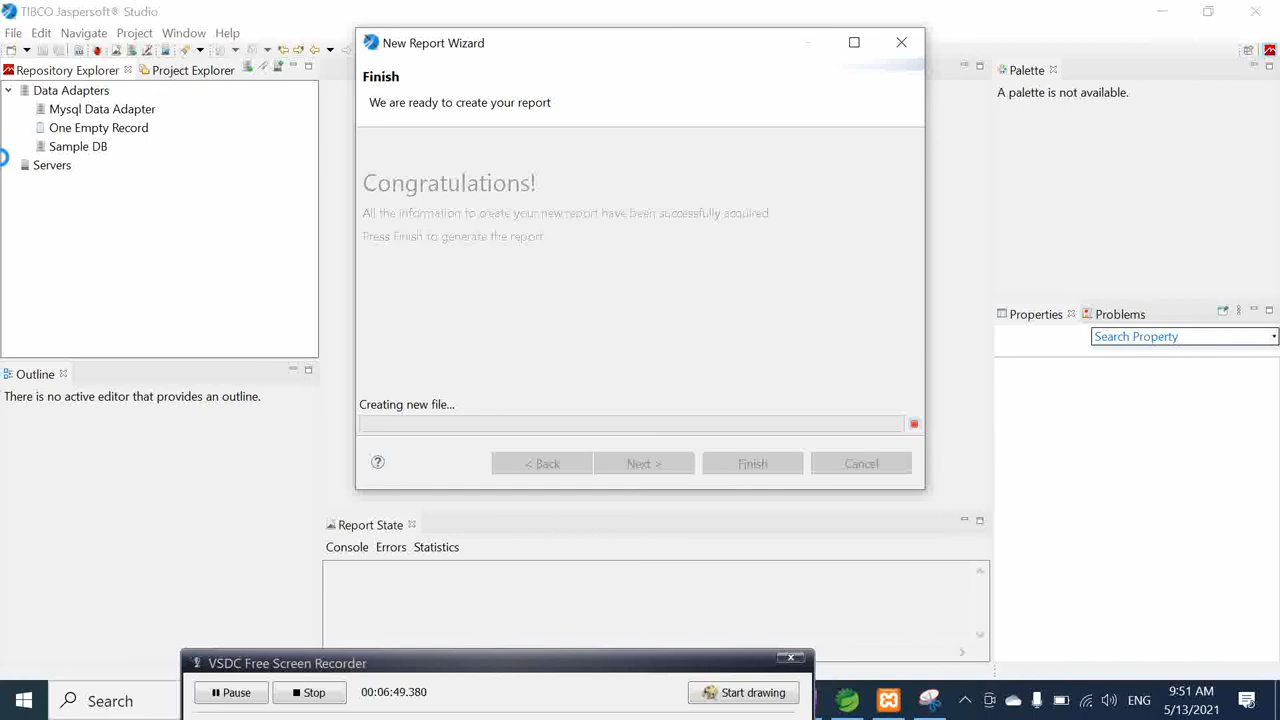 TIBCO Jaspersoft® Studio
File Edit Navigate Project Window Help
Repository Explorer
Project Explorer
Data Adapters
Mysql Data Adapter
One Empty Record
Sample DB
Servers
Outline
There is no active editor that provides an outline.
New Report Wizard
Finish
We are ready to create your report
Congratulations!
All the information to create your new report have been successfully acquired
Press Finish to generate the report
Creating new file...
?
< Back
Next >
Finish
Cancel
Report State
Console Errors Statistics
Palette
A palette is not available.
Properties
Problems
Search Property
VSDC Free Screen Recorder
Pause
Stop
00:06:49.380
Start drawing
Search
ENG
9:51 AM
5/13/2021